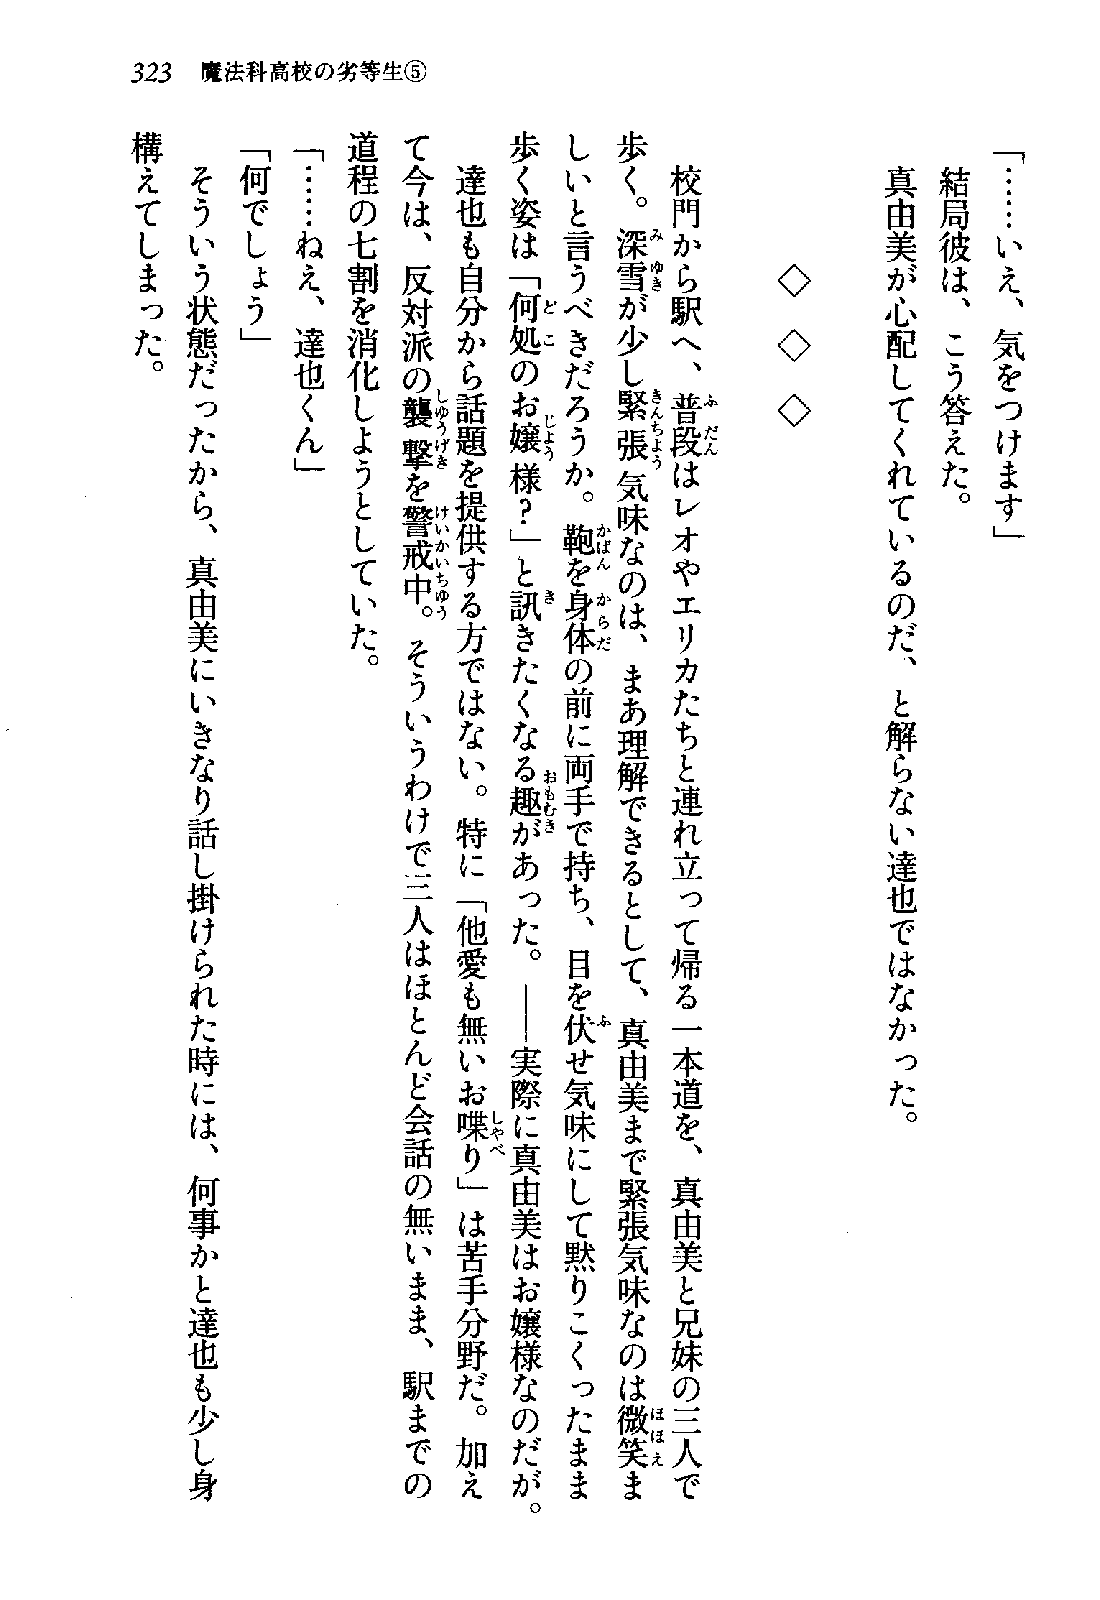 323　魔法科高校の劣等生⑤
「……いえ、気をつけます」
　結局彼は、こう答えた。
　真由美が心配してくれているのだ、と解らない達也ではなかった。
◇　◇　◇
　校門から駅へ、普段はレオやエリカたちと連れ立って帰る一本道を、真由美と兄妹の三人で
歩く。深雪が少し緊張気味なのは、まあ理解できるとして、真由美まで緊張気味なのは微笑ま
しいと言うべきだろうか。鞄を身体の前に両手で持ち、目を伏せ気味にして黙りこくったまま
歩く姿は「何処のお嬢様？」と訊きたくなる趣があった。――実際に真由美はお嬢様なのだが。
　達也も自分から話題を提供する方ではない。特に「他愛も無いお喋り」は苦手分野だ。加え
て今は、反対派の襲撃を警戒中。そういうわけで三人はほとんど会話の無いまま、駅までの
道程の七割を消化しようとしていた。
「……ねえ、達也くん」
「何でしょう」
　そういう状態だったから、真由美にいきなり話し掛けられた時には、何事かと達也も少し身
構えてしまった。